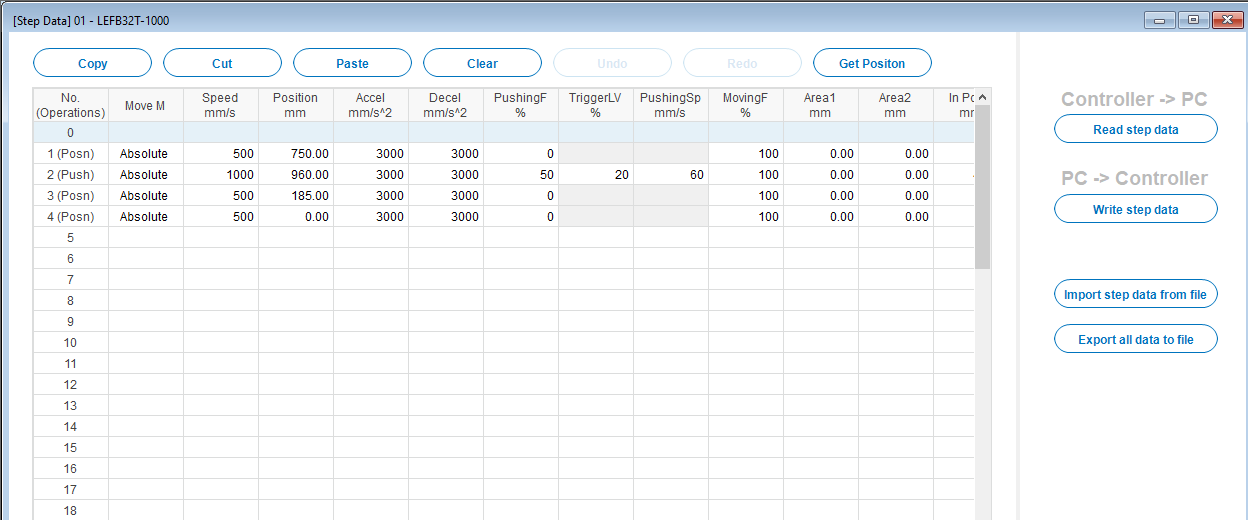 [Step Data] 01 - LEFB32T-1000
Copy Cut Paste Clear Undo Redo Get Positon
No. (Operations) Move M Speed mm/s Position mm Accel mm/s^2 Decel mm/s^2 PushingF % TriggerLV % PushingSp mm/s MovingF % Area1 mm Area2 mm In Po
0
1 (Posn) Absolute 500 750.00 3000 3000 0 100 0.00 0.00
2 (Push) Absolute 1000 960.00 3000 3000 50 20 60 100 0.00 0.00
3 (Posn) Absolute 500 185.00 3000 3000 0 100 0.00 0.00
4 (Posn) Absolute 500 0.00 3000 3000 0 100 0.00 0.00
5
6
7
8
9
10
11
12
13
14
15
16
17
18
Controller -> PC
Read step data
PC -> Controller
Write step data
Import step data from file
Export all data to file